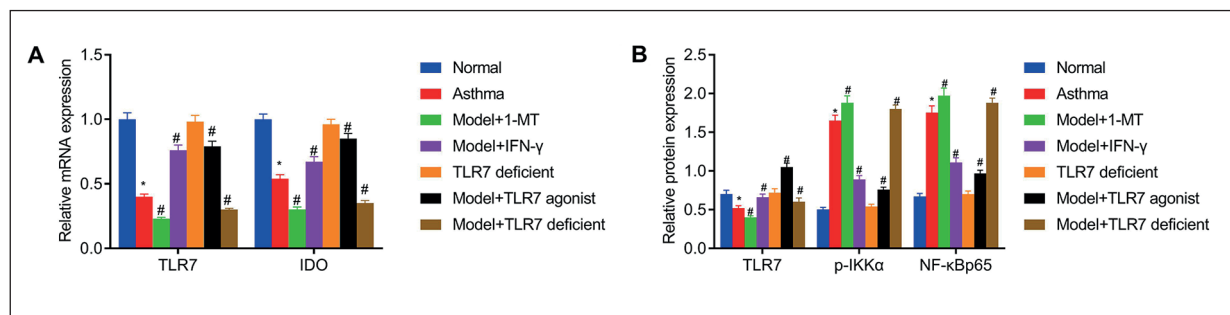 A
Relative mRNA expression
1.5
1.0
0.5
0.0
*
#
#
#
#
*
#
#
#
#
TLR7
IDO
Normal
Asthma
Model+1-MT
Model+IFN-γ
TLR7 deficient
Model+TLR7 agonist
Model+TLR7 deficient
B
Relative protein expression
2.5
2.0
1.5
1.0
0.5
0.0
*
#
#
#
#
*
#
#
#
#
*
#
#
#
#
TLR7
p-IKKα
NF-κBp65
Normal
Asthma
Model+1-MT
Model+IFN-γ
TLR7 deficient
Model+TLR7 agonist
Model+TLR7 deficient